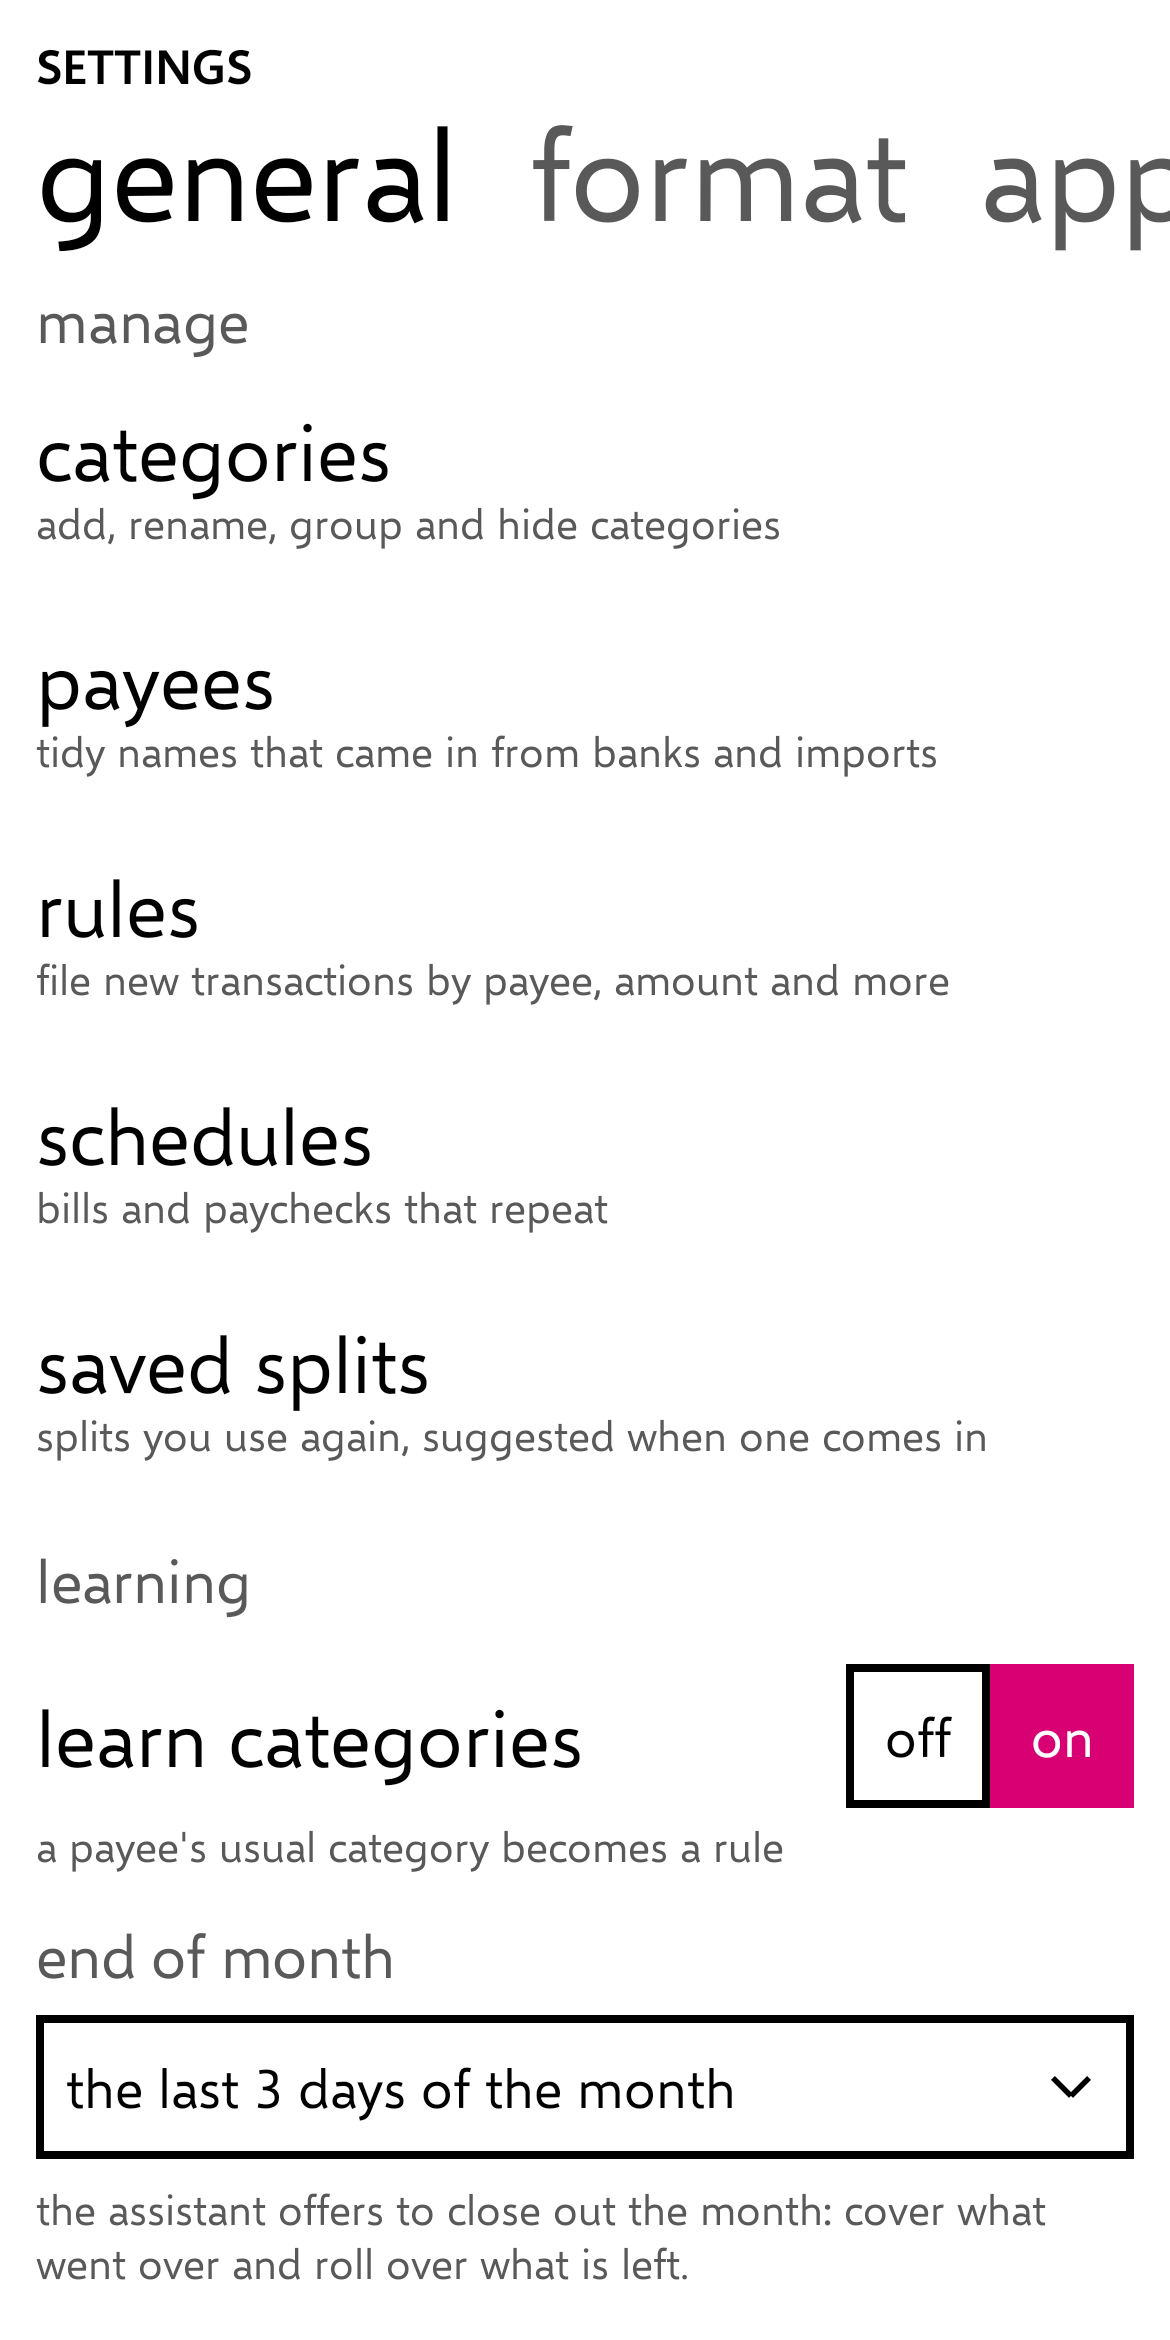 SETTINGS
general format app
manage
categories
add, rename, group and hide categories
payees
tidy names that came in from banks and imports
rules
file new transactions by payee, amount and more
schedules
bills and paychecks that repeat
saved splits
splits you use again, suggested when one comes in
learning
learn categories off on
a payee's usual category becomes a rule
end of month
the last 3 days of the month
the assistant offers to close out the month: cover what
went over and roll over what is left.